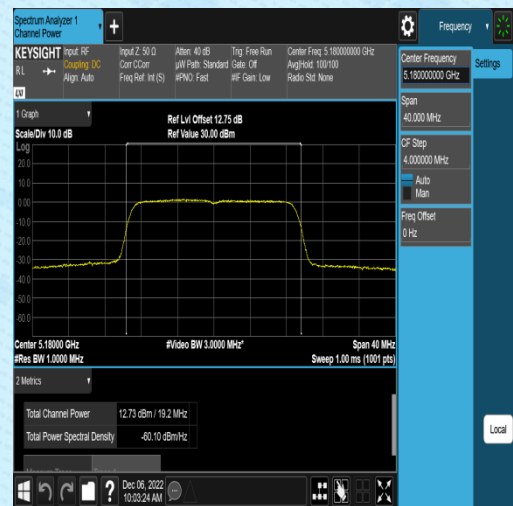 Spectrum Analyzer 1
Channel Power
+
Frequency
KEYSIGHT
R L
LXI
Input: RF
Coupling: DC
Align: Auto
Input Z: 50 Ω
Corr CCorr
Freq Ref: Int (S)
Atten: 40 dB
µW Path: Standard
#PNO: Fast
Trig: Free Run
Gate: Off
#IF Gain: Low
Center Freq: 5.180000000 GHz
Avg|Hold: 100/100
Radio Std: None
Center Frequency
5.180000000 GHz
Settings
Span
40.000 MHz
CF Step
4.000000 MHz
Auto
Man
Freq Offset
0 Hz
1 Graph
Scale/Div 10.0 dB
Ref Lvl Offset 12.75 dB
Ref Value 30.00 dBm
Log
20.0
10.0
0.00
-10.0
-20.0
-30.0
-40.0
-50.0
-60.0
Center 5.18000 GHz
#Video BW 3.0000 MHz*
Span 40 MHz
#Res BW 1.0000 MHz
Sweep 1.00 ms (1001 pts)
2 Metrics
Total Channel Power 12.73 dBm / 19.2 MHz
Total Power Spectral Density -60.10 dBm/Hz
Local
?
Dec 06, 2022
10:03:24 AM